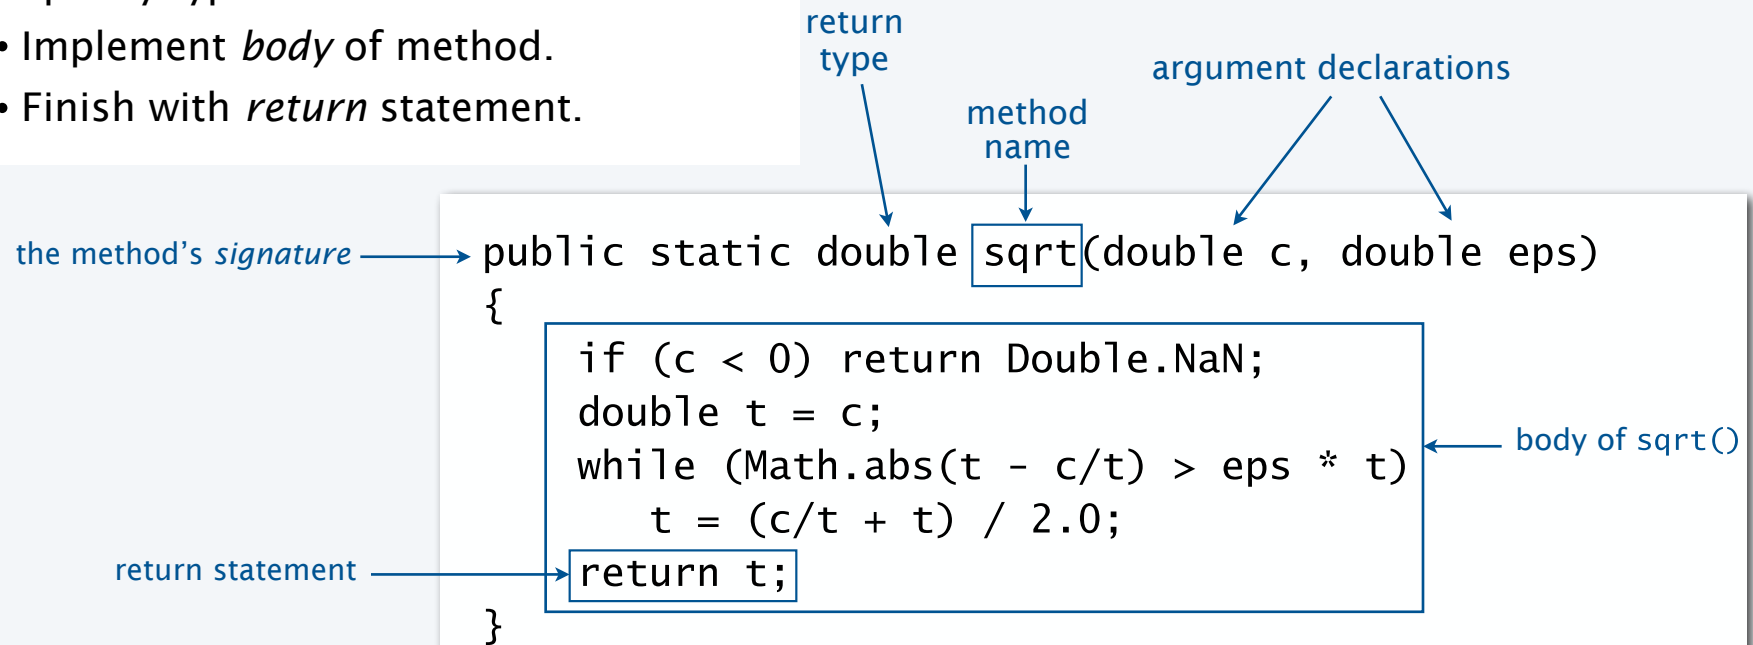 • Implement body of method.
• Finish with return statement.
return
type
argument declarations
method
name
the method's signature
public static double sqrt(double c, double eps)
{
if (c < 0) return Double.NaN;
double t = c;
while (Math.abs(t - c/t) > eps * t)
t = (c/t + t) / 2.0;
return t;
}
body of sqrt()
return statement